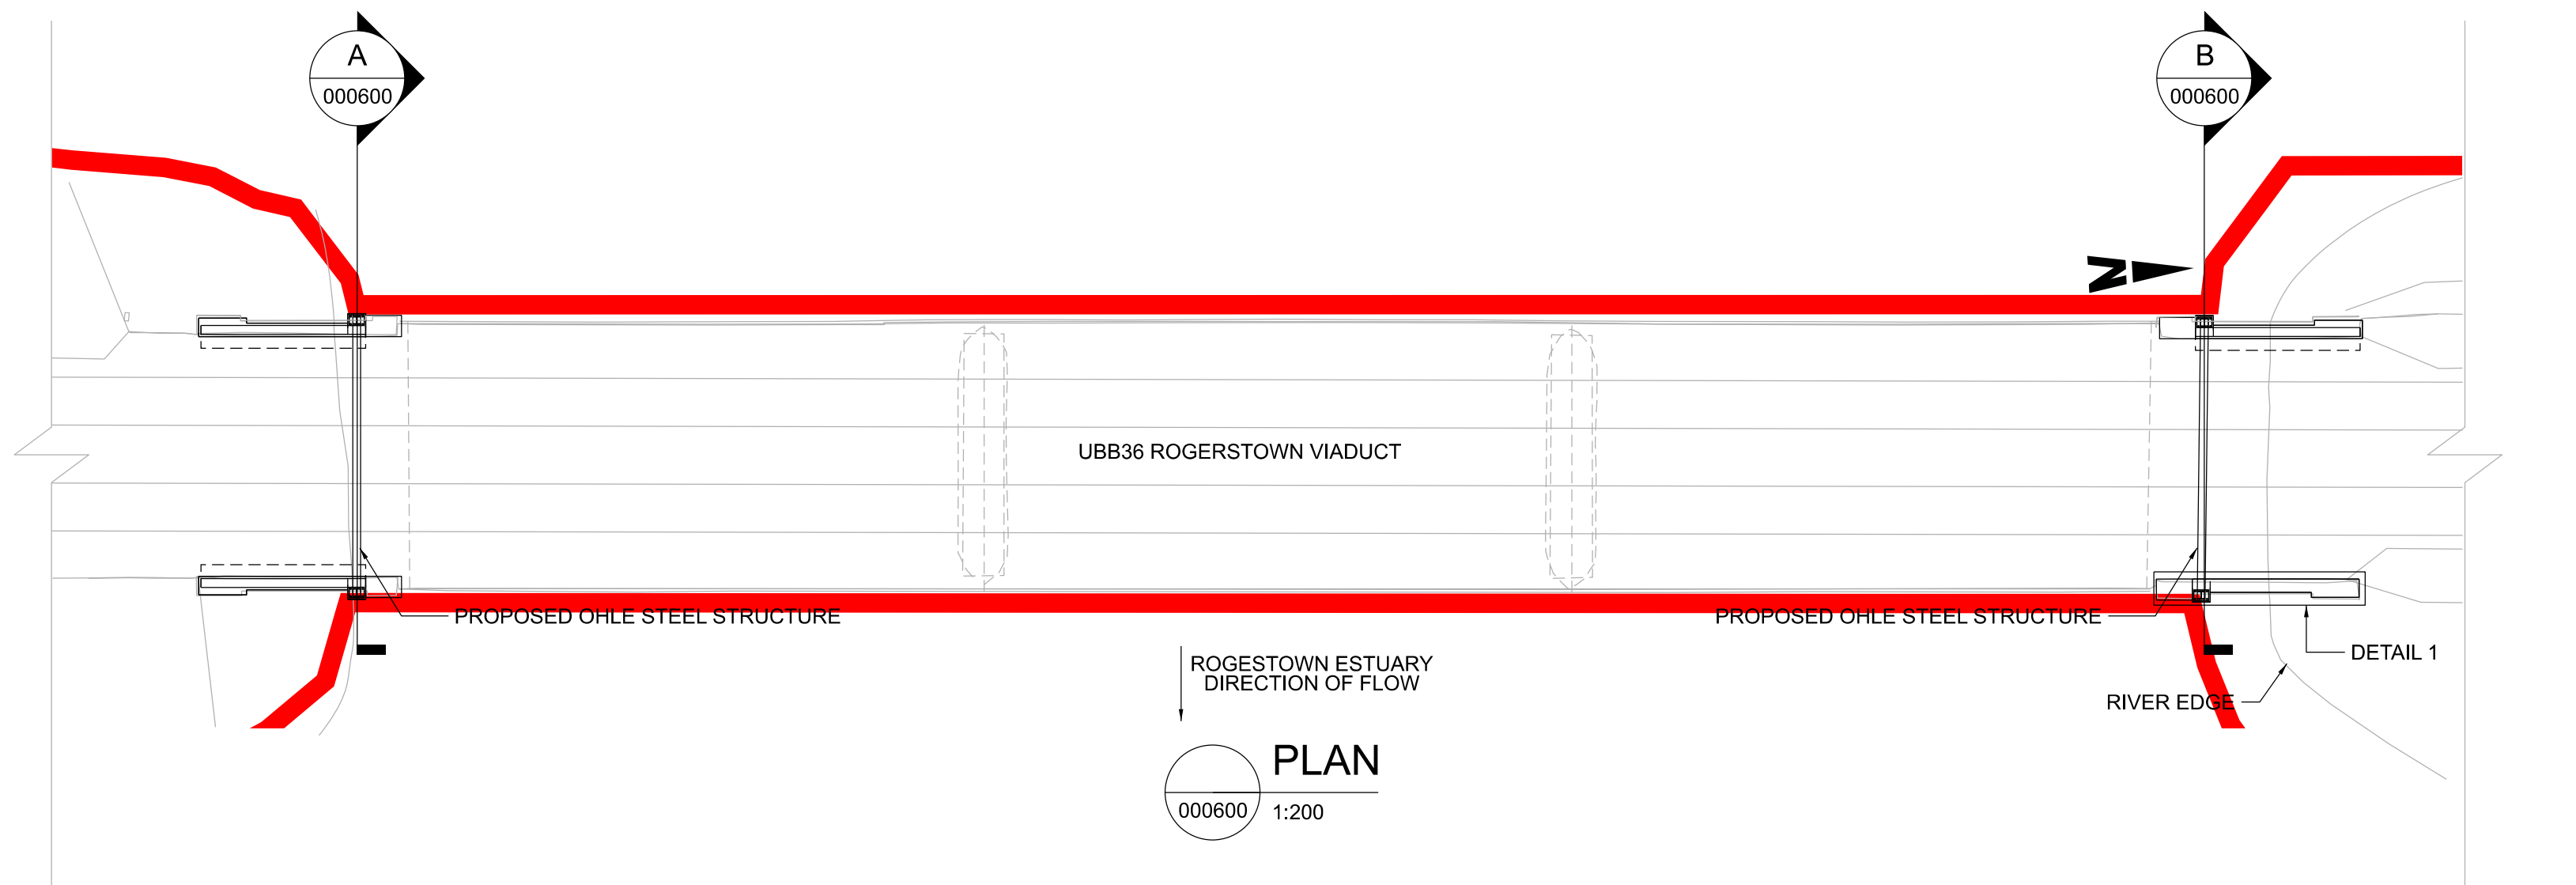 A
000600
B
000600
N
UBB36 ROGERSTOWN VIADUCT
PROPOSED OHLE STEEL STRUCTURE
PROPOSED OHLE STEEL STRUCTURE
DETAIL 1
ROGESTOWN ESTUARY
DIRECTION OF FLOW
RIVER EDGE
PLAN
000600
1:200